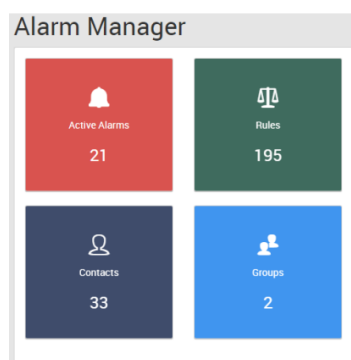 Alarm Manager
Active Alarms
21
Rules
195
Contacts
33
Groups
2